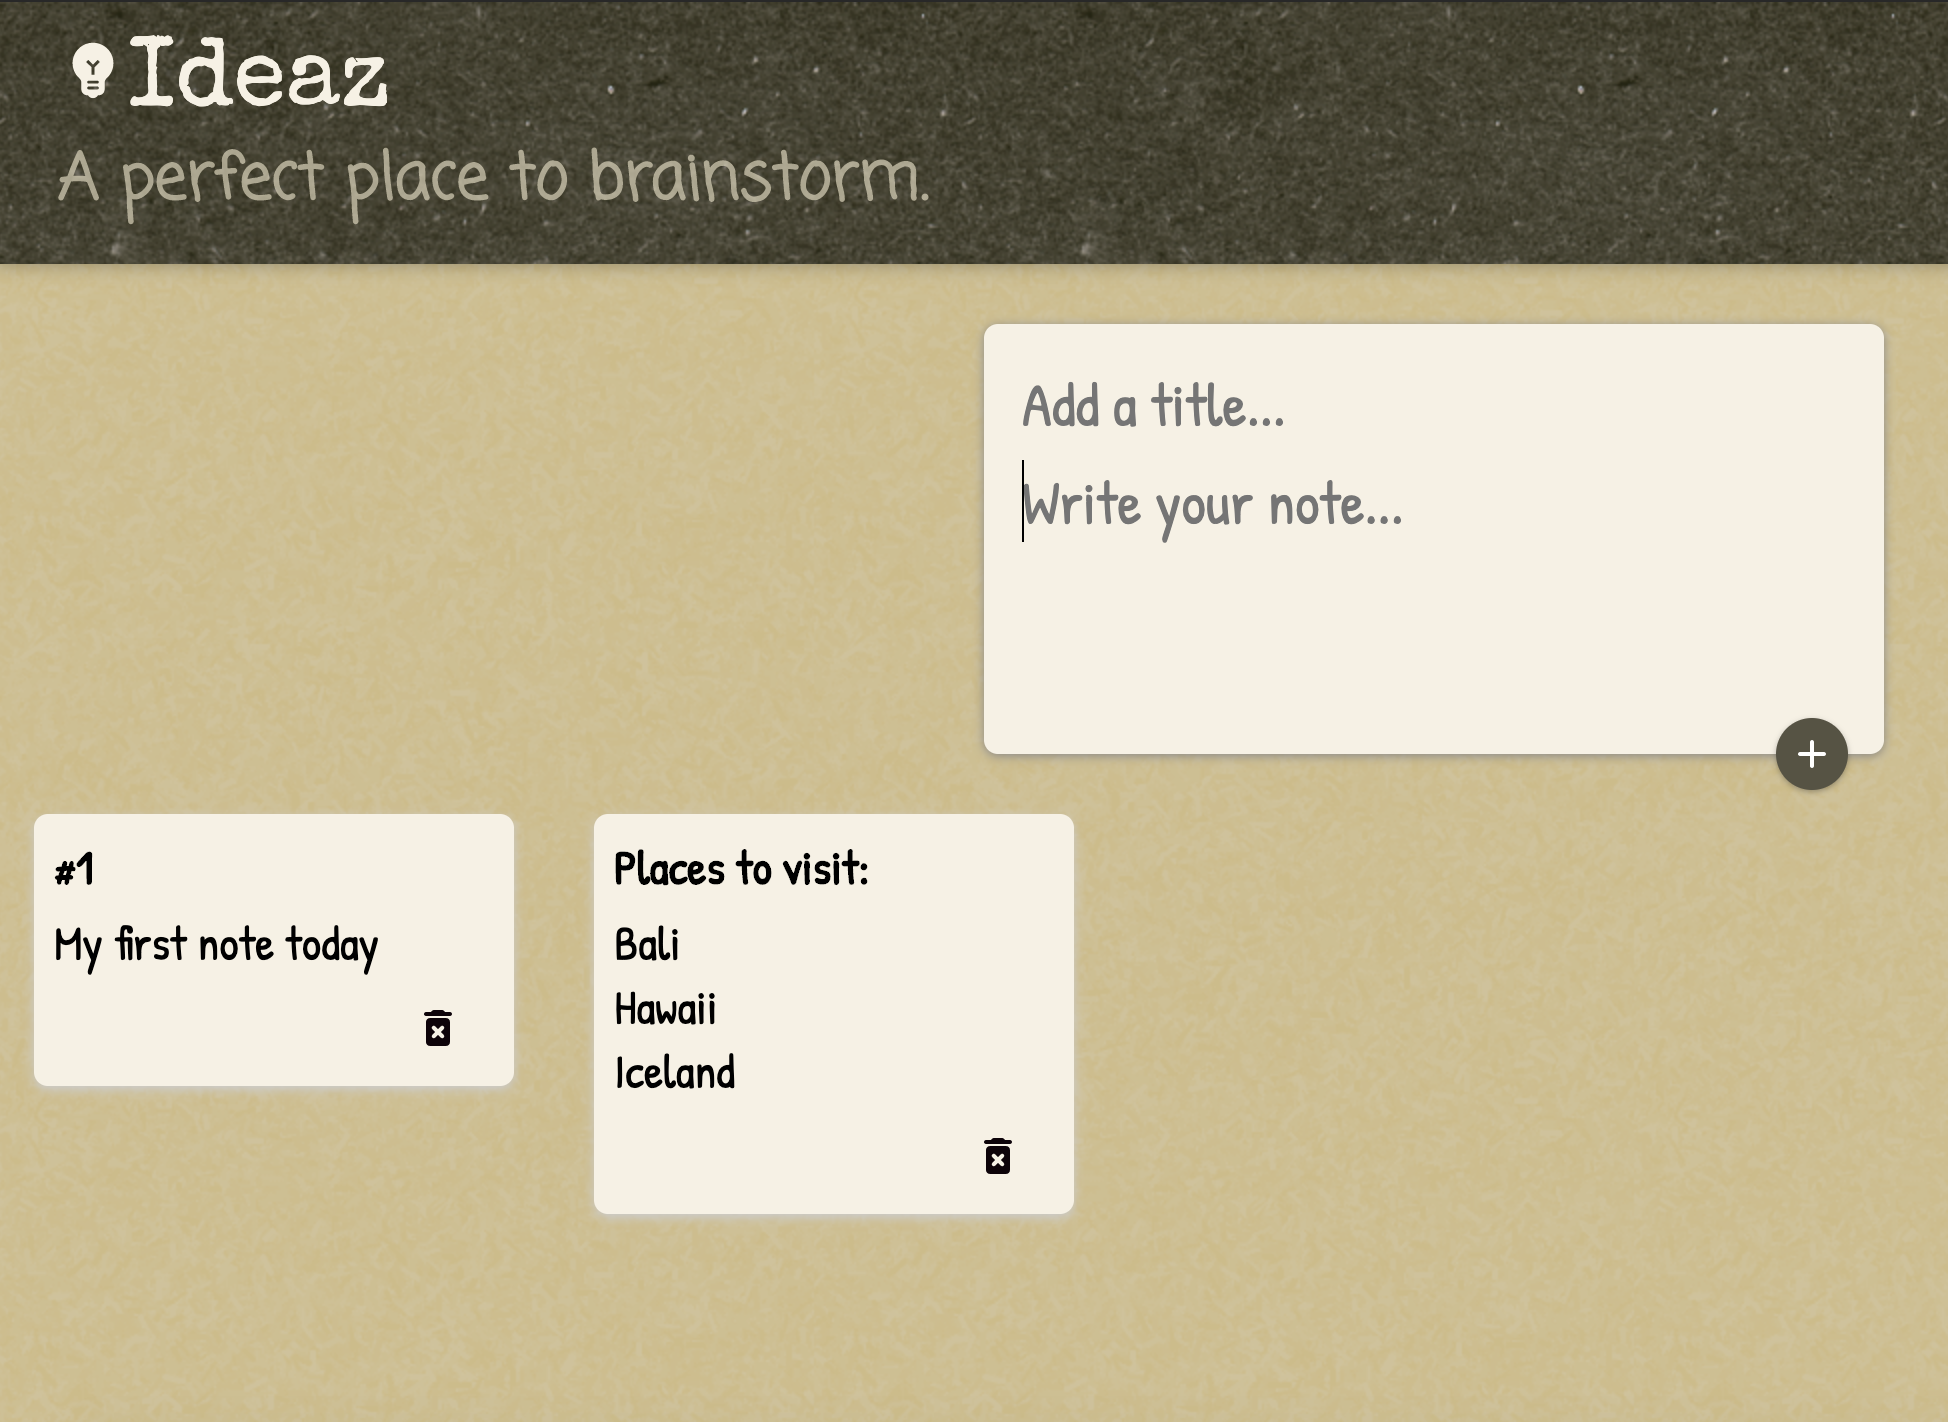 Ideaz
A perfect place to brainstorm.
Add a title...
Write your note...
#1
My first note today
Places to visit:
Bali
Hawaii
Iceland